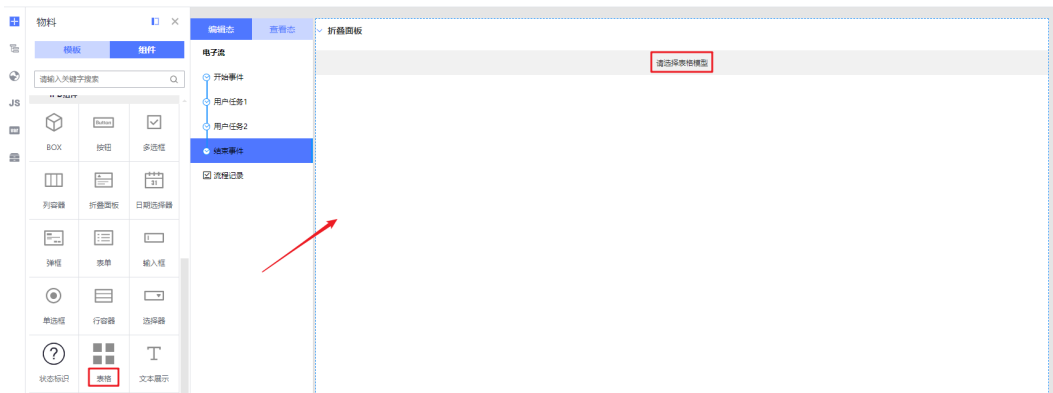 物料
模板
组件
请输入关键字搜索
JS
BOX
Button
按钮
多选框
列容器
折叠面板
31
日期选择器
弹框
表单
输入框
单选框
行容器
选择器
?
状态标识
表格
T
文本展示
编辑态
查看态
电子流
开始事件
用户任务1
用户任务2
结束事件
流程记录
折叠面板
请选择表格模型